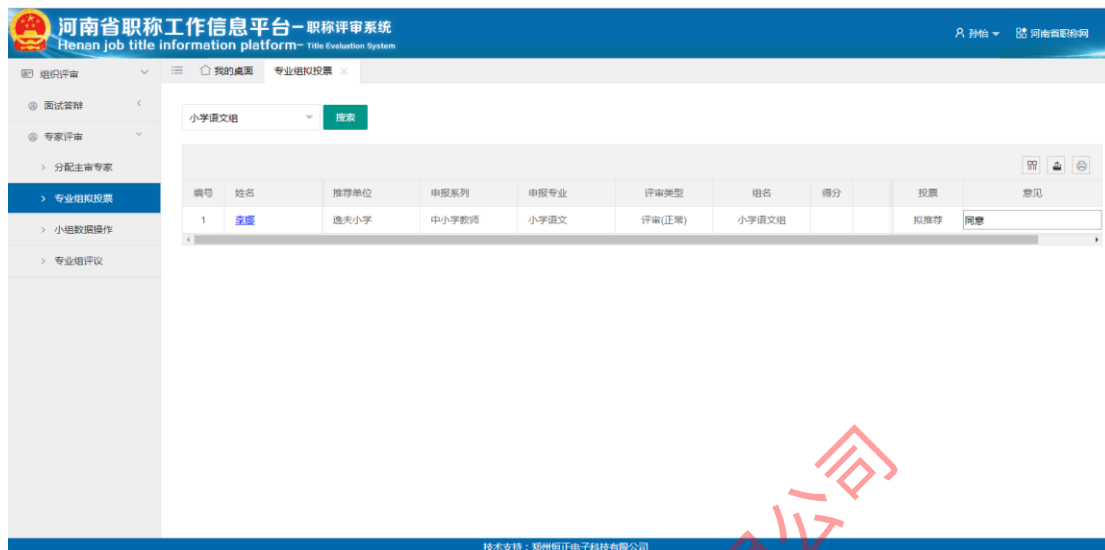 河南省职称工作信息平台-职称评审系统
Henan job title information platform- Title Evaluation System
孙怡
河南省职称网
组织评审
我的桌面
专业组拟投票
面试答辩
专家评审
分配主审专家
专业组拟投票
小组数据操作
专业组评议
小学语文组
搜索
编号 姓名 推荐单位 申报系列 申报专业 评审类型 组名 得分 投票 意见
1 李娜 逸夫小学 中小学教师 小学语文 评审(正常) 小学语文组 拟推荐 同意
公司
技术支持：郑州恒正电子科技有限公司